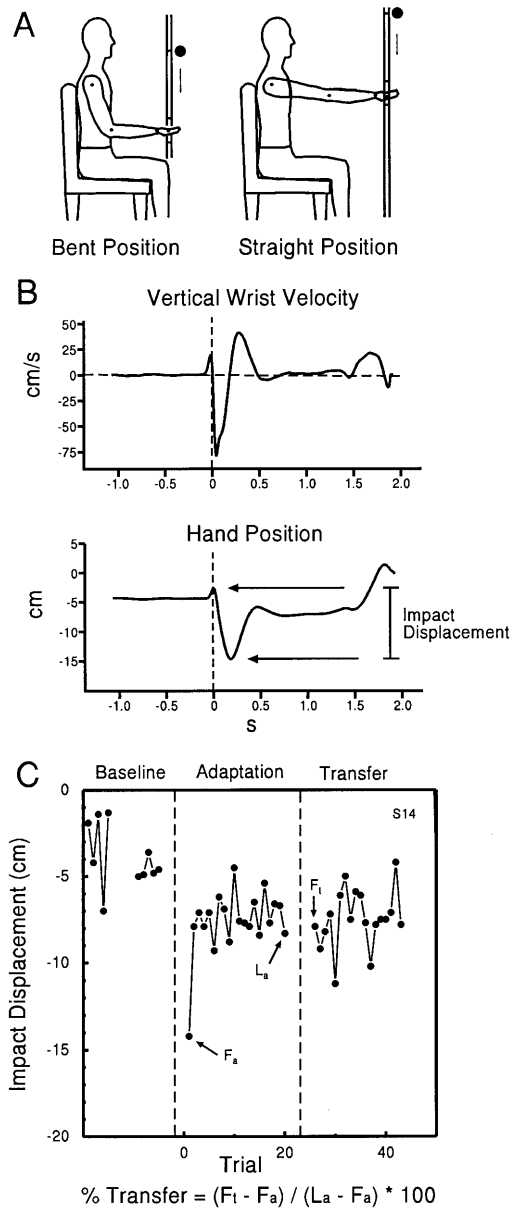 A
Bent Position
Straight Position
B
Vertical Wrist Velocity
50
25
0
-25
-50
-75
cm/s
-1.0 -0.5 0 0.5 1.0 1.5 2.0
Hand Position
5
0
-5
-10
-15
cm
Impact
Displacement
-1.0 -0.5 0 0.5 1.0 1.5 2.0
S
C
Baseline Adaptation Transfer
0
-5
-10
-15
-20
Impact Displacement (cm)
S14
Ft
La
Fa
0 20 40
Trial
% Transfer = (Ft - Fa) / (La - Fa) * 100